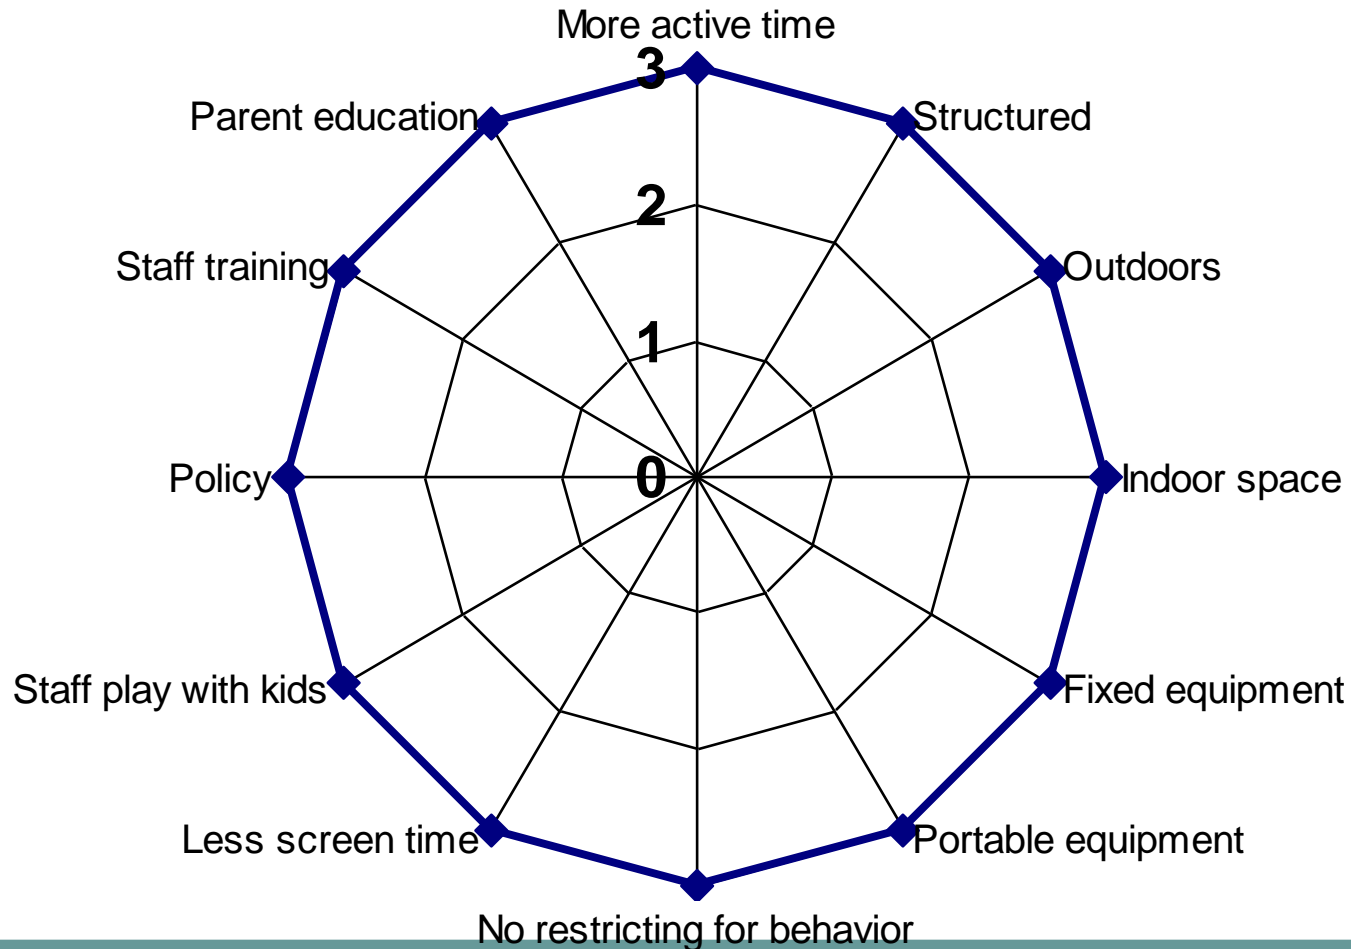 More active time
3
Parent education
Structured
2
Staff training
Outdoors
1
Policy
0
Indoor space
Staff play with kids
Fixed equipment
Less screen time
Portable equipment
No restricting for behavior